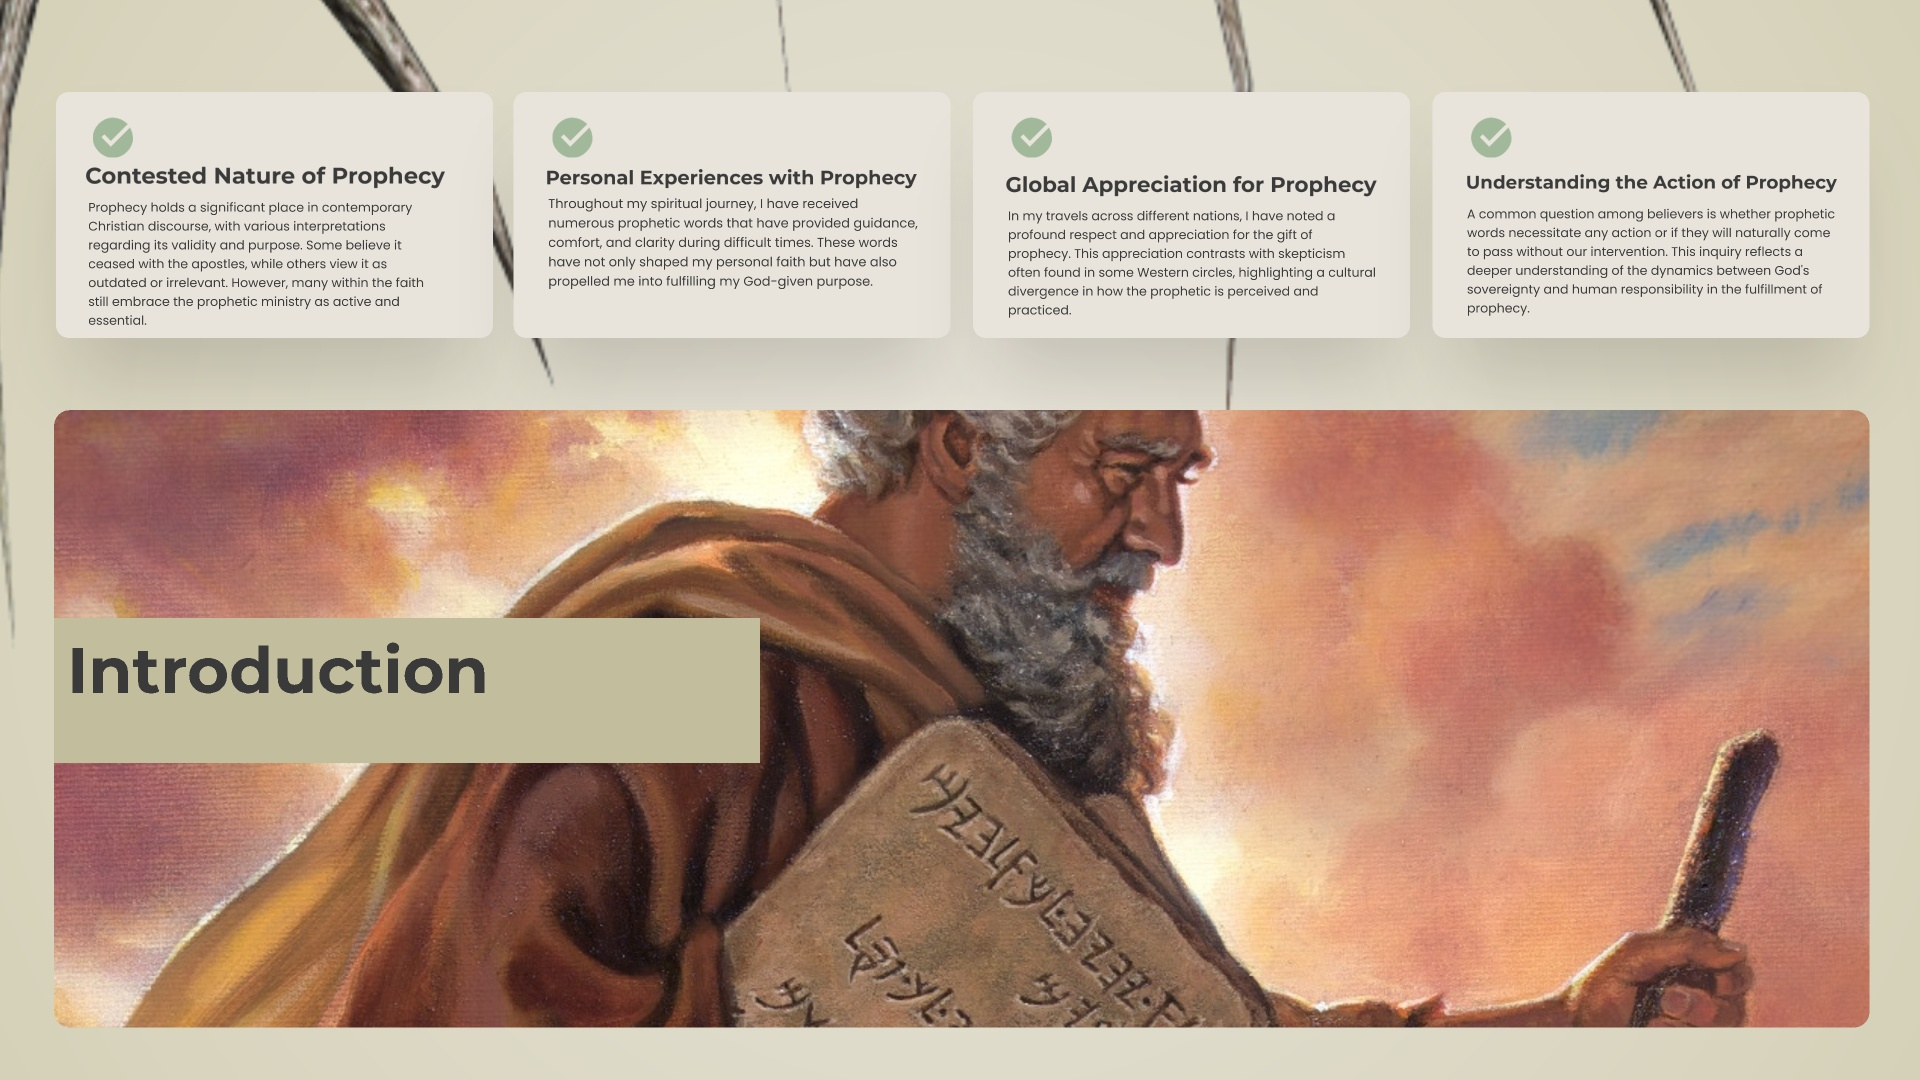 Contested Nature of Prophecy
Prophecy holds a significant place in contemporary
Christian discourse, with various interpretations
regarding its validity and purpose. Some believe it
ceased with the apostles, while others view it as
outdated or irrelevant. However, many within the faith
still embrace the prophetic ministry as active and
essential.
Personal Experiences with Prophecy
Throughout my spiritual journey, I have received
numerous prophetic words that have provided guidance,
comfort, and clarity during difficult times. These words
have not only shaped my personal faith but have also
propelled me into fulfilling my God-given purpose.
Global Appreciation for Prophecy
In my travels across different nations, I have noted a
profound respect and appreciation for the gift of
prophecy. This appreciation contrasts with skepticism
often found in some Western circles, highlighting a cultural
divergence in how the prophetic is perceived and
practiced.
Understanding the Action of Prophecy
A common question among believers is whether prophetic
words necessitate any action or if they will naturally come
to pass without our intervention. This inquiry reflects a
deeper understanding of the dynamics between God's
sovereignty and human responsibility in the fulfillment of
prophecy.
Introduction